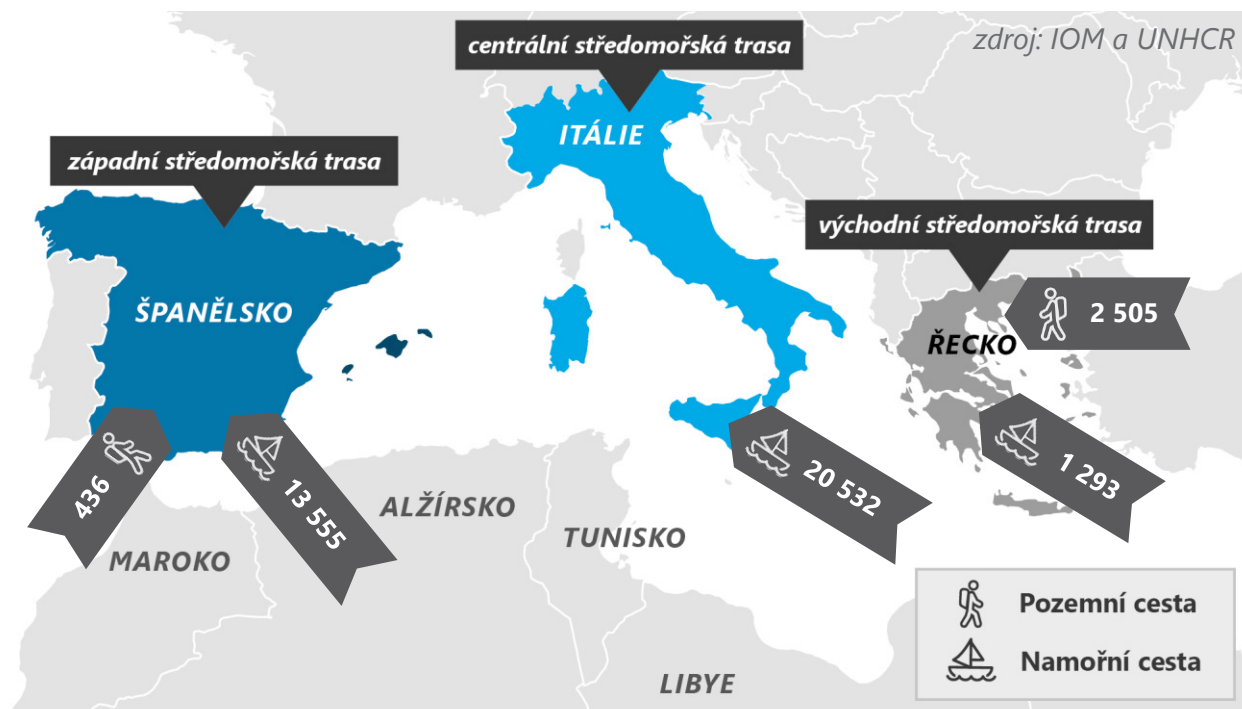 centrální středomořská trasa
zdroj: IOM a UNHCR
ITÁLIE
západní středomořská trasa
východní středomořská trasa
ŠPANĚLSKO
2 505
ŘECKO
436
13 555
20 532
1 293
ALŽÍRSKO
TUNISKO
MAROKO
LIBYE
Pozemní cesta
Namořní cesta